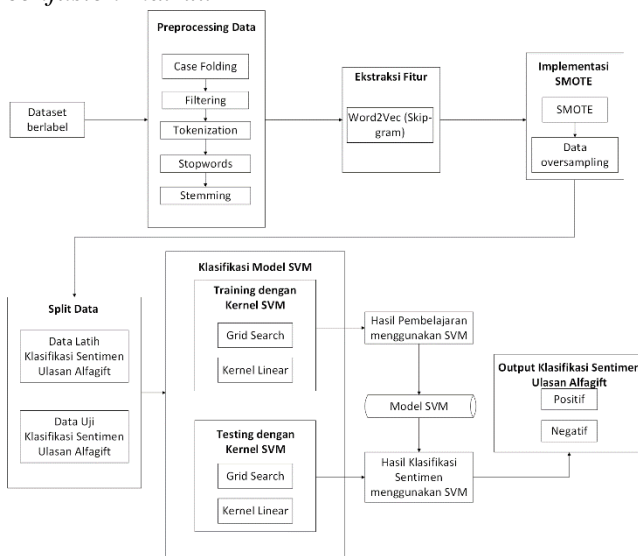 Preprocessing Data
Case Folding
Filtering
Tokenization
Stopwords
Stemming
Dataset
berlabel
Ekstraksi Fitur
Word2Vec (Skip-
gram)
Implementasi
SMOTE
SMOTE
Data
oversampling
Split Data
Data Latih
Klasifikasi Sentimen
Ulasan Alfagift
Data Uji
Klasifikasi Sentimen
Ulasan Alfagift
Klasifikasi Model SVM
Training dengan
Kernel SVM
Grid Search
Kernel Linear
Testing dengan
Kernel SVM
Grid Search
Kernel Linear
Hasil Pembelajaran
menggunakan SVM
Model SVM
Hasil Klasifikasi
Sentimen
menggunakan SVM
Output Klasifikasi Sentimen
Ulasan Alfagift
Positif
Negatif